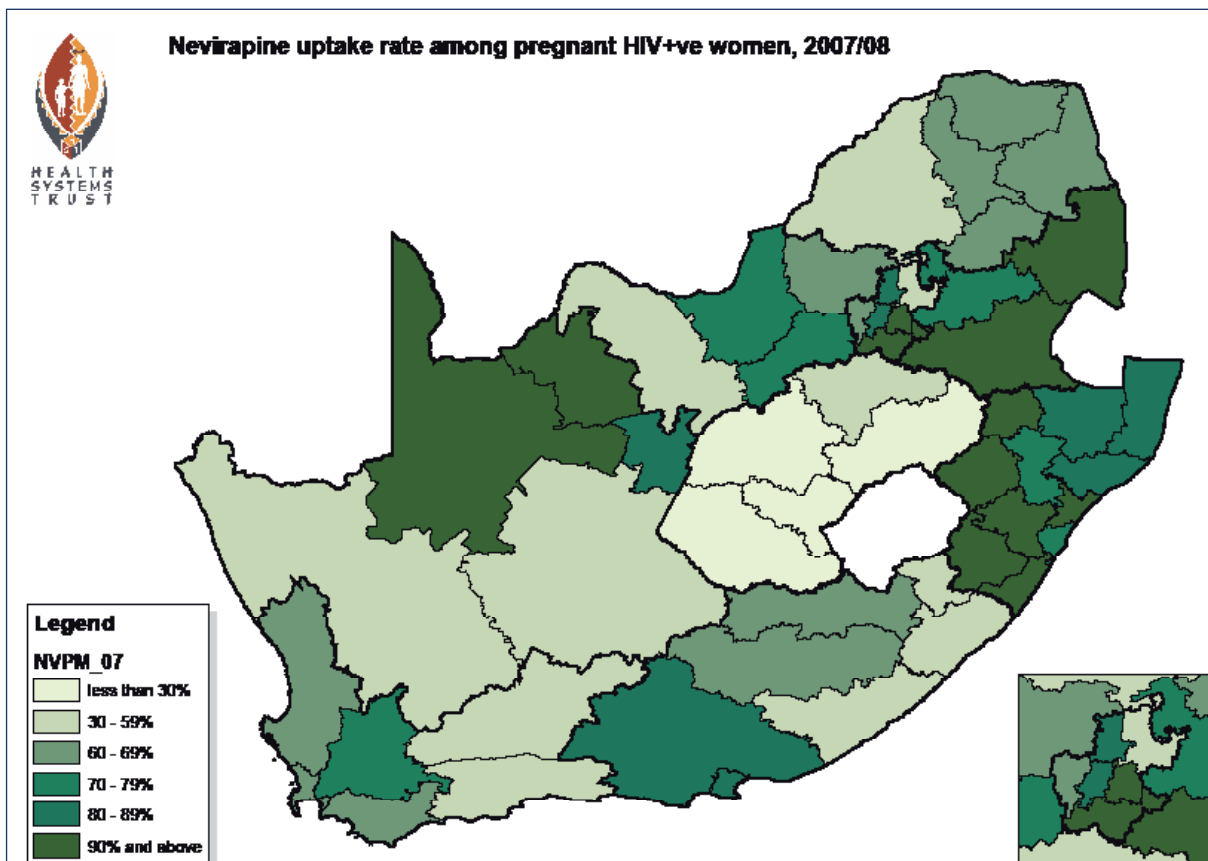 Nevirapine uptake rate among pregnant HIV+ve women, 2007/08
HEALTH
SYSTEMS
TRUST
Legend
NVPM_07
less than 30%
30 - 59%
60 - 69%
70 - 79%
80 - 89%
90% and above